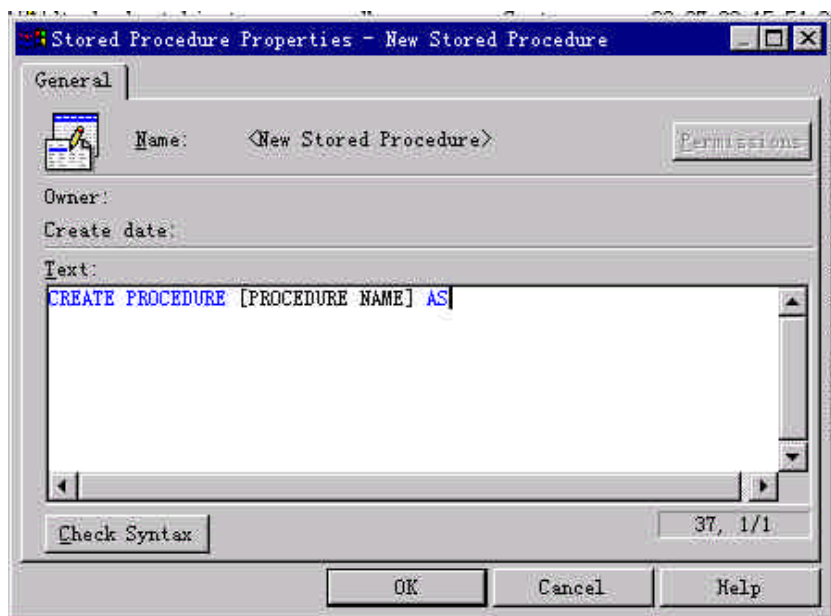 Stored Procedure Properties - New Stored Procedure
General
Name: <New Stored Procedure>
Permissions
Owner:
Create date:
Text:
CREATE PROCEDURE [PROCEDURE NAME] AS
Check Syntax
37, 1/1
OK Cancel Help